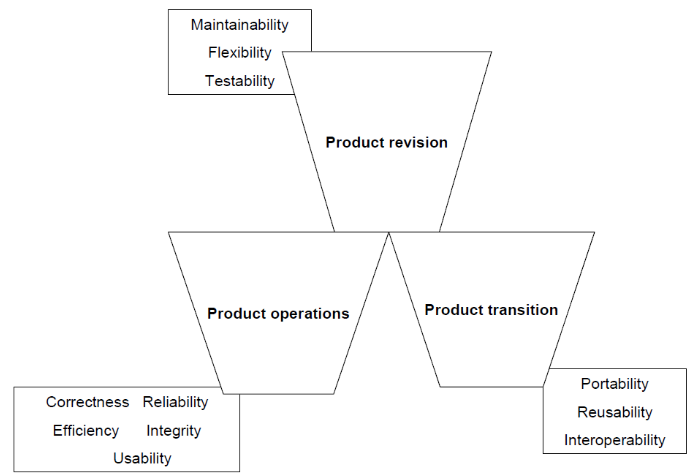 Maintainability
Flexibility
Testability
Product revision
Product operations
Product transition
Correctness Reliability
Efficiency Integrity
Usability
Portability
Reusability
Interoperability